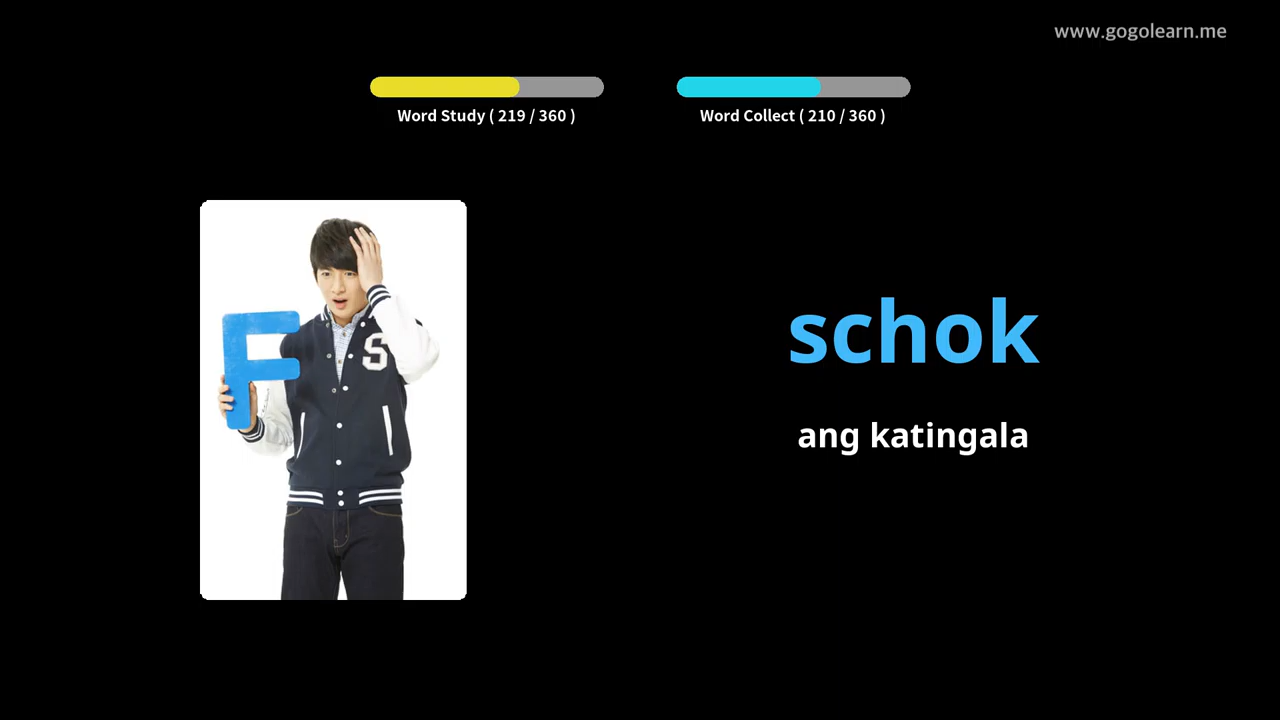 www.gogolearn.me
Word Study ( 219 / 360 )
Word Collect ( 210 / 360 )
F
S
schok
ang katingala